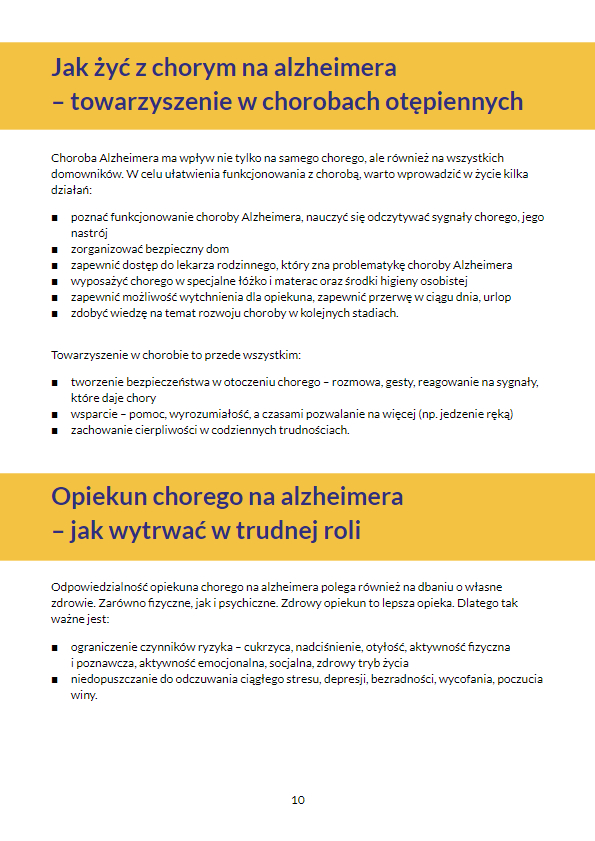 Jak żyć z chorym na alzheimera
– towarzyszenie w chorobach otępiennych
Choroba Alzheimera ma wpływ nie tylko na samego chorego, ale również na wszystkich
domowników. W celu ułatwienia funkcjonowania z chorobą, warto wprowadzić w życie kilka
działań:
■ poznać funkcjonowanie choroby Alzheimera, nauczyć się odczytywać sygnały chorego, jego
nastrój
■ zorganizować bezpieczny dom
■ zapewnić dostęp do lekarza rodzinnego, który zna problematykę choroby Alzheimera
■ wyposażyć chorego w specjalne łóżko i materac oraz środki higieny osobistej
■ zapewnić możliwość wytchnienia dla opiekuna, zapewnić przerwę w ciągu dnia, urlop
■ zdobyć wiedzę na temat rozwoju choroby w kolejnych stadiach.
Towarzyszenie w chorobie to przede wszystkim:
■ tworzenie bezpieczeństwa w otoczeniu chorego – rozmowa, gesty, reagowanie na sygnały,
które daje chory
■ wsparcie – pomoc, wyrozumiałość, a czasami pozwalanie na więcej (np. jedzenie ręką)
■ zachowanie cierpliwości w codziennych trudnościach.
Opiekun chorego na alzheimera
– jak wytrwać w trudnej roli
Odpowiedzialność opiekuna chorego na alzheimera polega również na dbaniu o własne
zdrowie. Zarówno fizyczne, jak i psychiczne. Zdrowy opiekun to lepsza opieka. Dlatego tak
ważne jest:
■ ograniczenie czynników ryzyka – cukrzyca, nadciśnienie, otyłość, aktywność fizyczna
i poznawcza, aktywność emocjonalna, socjalna, zdrowy tryb życia
■ niedopuszczanie do odczuwania ciągłego stresu, depresji, bezradności, wycofania, poczucia
winy.
10